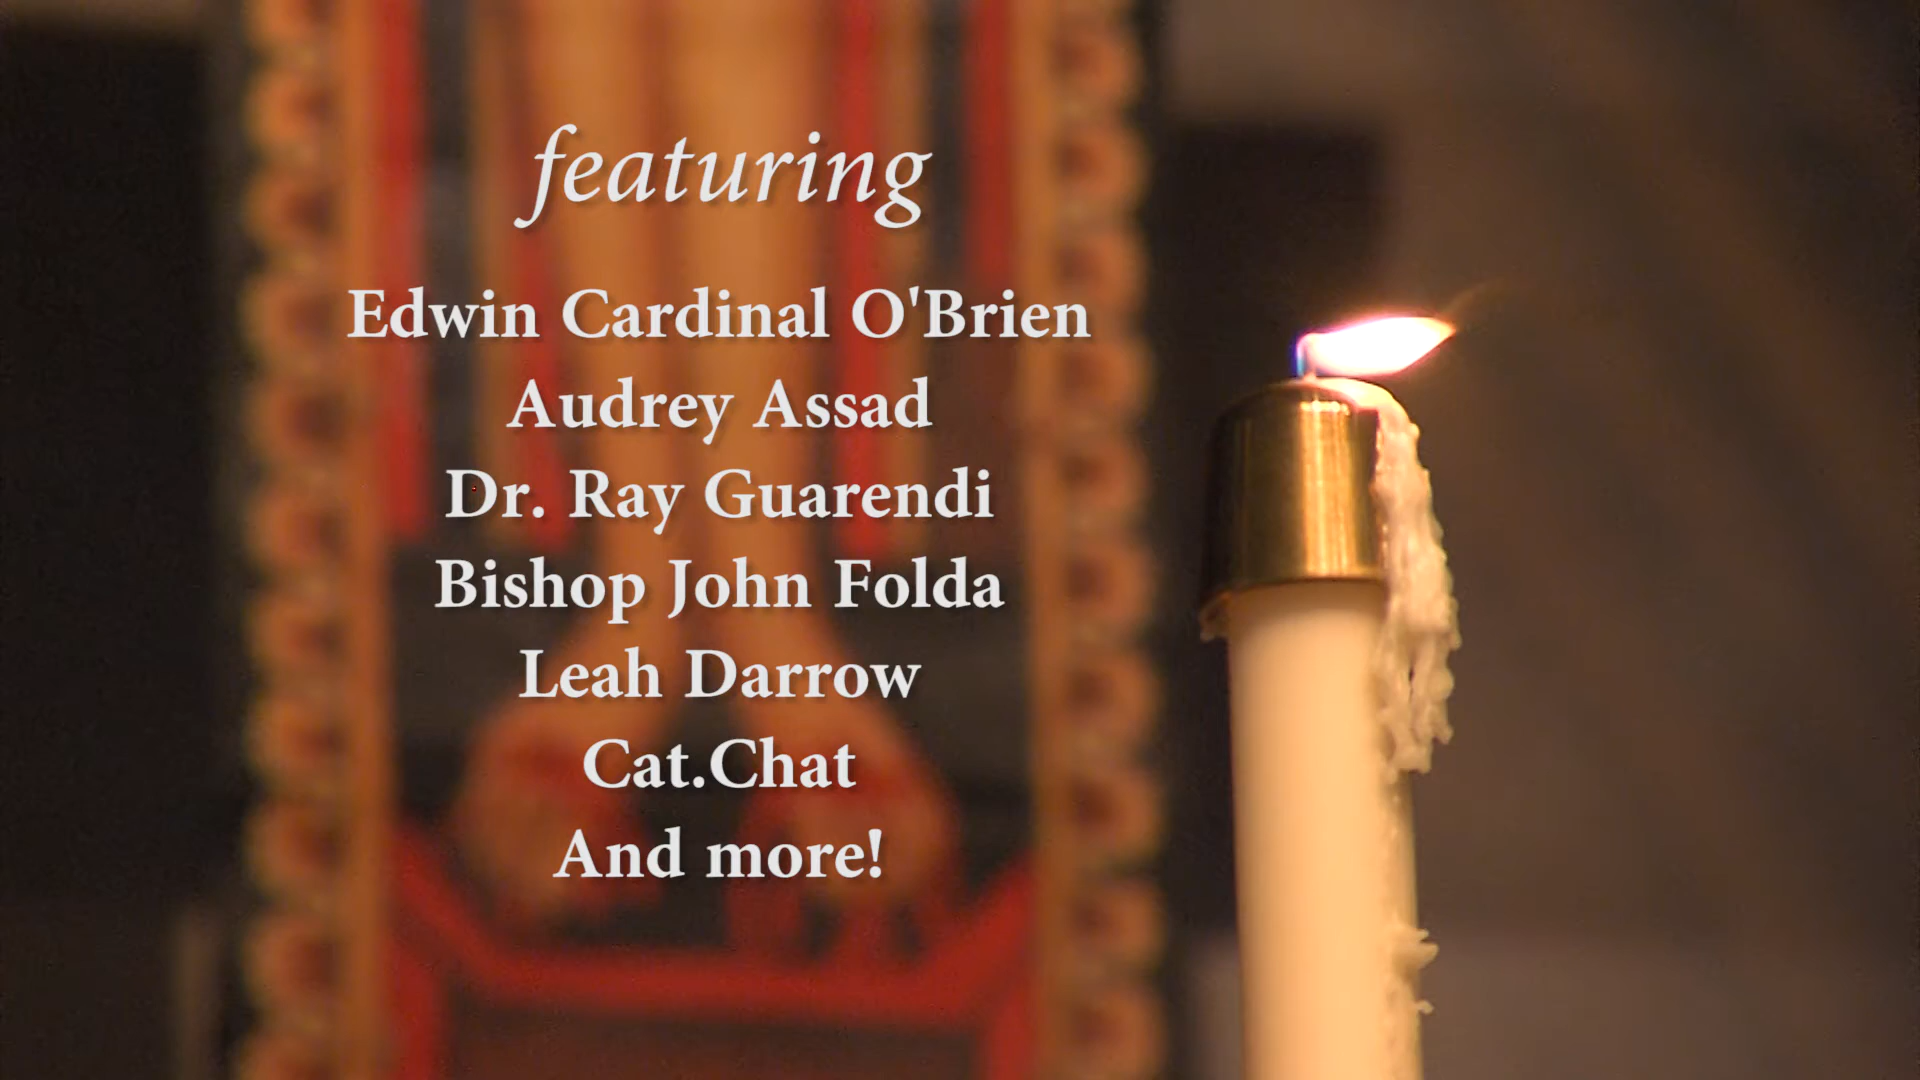 featuring
Edwin Cardinal O'Brien
Audrey Assad
Dr. Ray Guarendi
Bishop John Folda
Leah Darrow
Cat.Chat
And more!